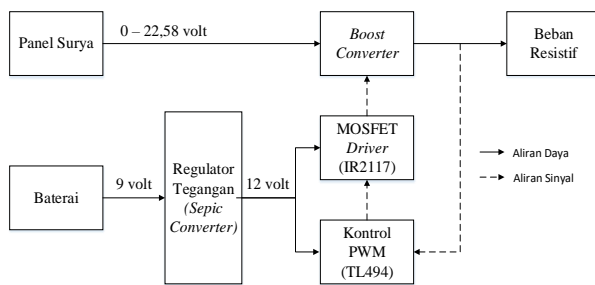 Panel Surya
0 – 22,58 volt
Boost
Converter
Beban
Resistif
MOSFET
Driver
(IR2117)
Aliran Daya
Aliran Sinyal
Baterai
9 volt
Regulator
Tegangan
(Sepic
Converter)
12 volt
Kontrol
PWM
(TL494)